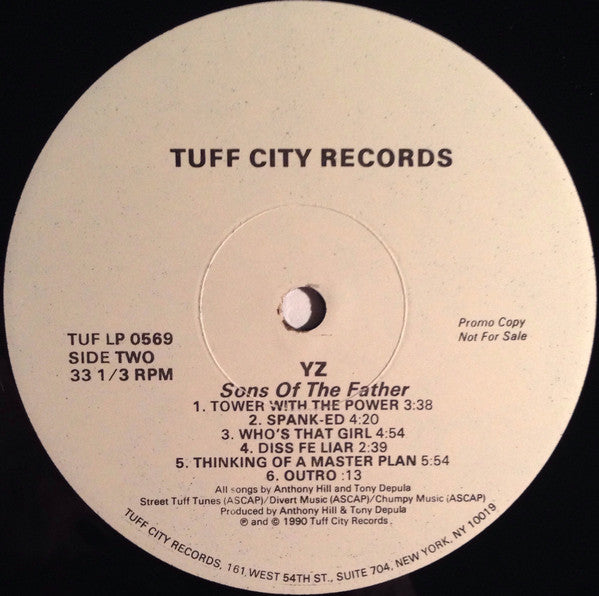 TUFF CITY RECORDS
TUF LP 0569
SIDE TWO
33 1/3 RPM
Promo Copy
Not For Sale
YZ
Sons Of The Father
1. TOWER WITH THE POWER 3:38
2. SPANK-ED 4:20
3. WHO'S THAT GIRL 4:54
4. DISS FE LIAR 2:39
5. THINKING OF A MASTER PLAN 5:54
6. OUTRO :13
All songs by Anthony Hill and Tony Depula
Street Tuff Tunes (ASCAP)/Divert Music (ASCAP)/Chumpy Music (ASCAP)
Produced by Anthony Hill & Tony Depula
℗ and © 1990 Tuff City Records
TUFF CITY RECORDS, 161 WEST 54TH ST., SUITE 704, NEW YORK, NY 10019